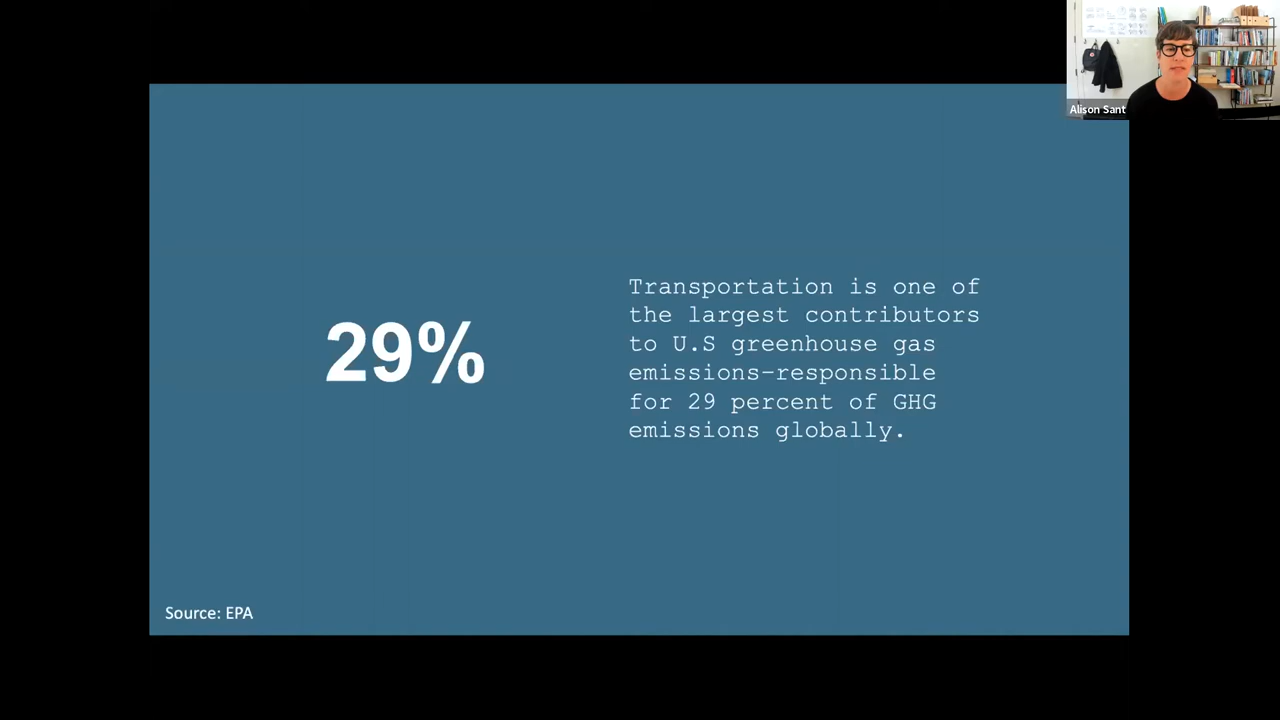 Alison Sant
29%
Transportation is one of
the largest contributors
to U.S greenhouse gas
emissions-responsible
for 29 percent of GHG
emissions globally.
Source: EPA